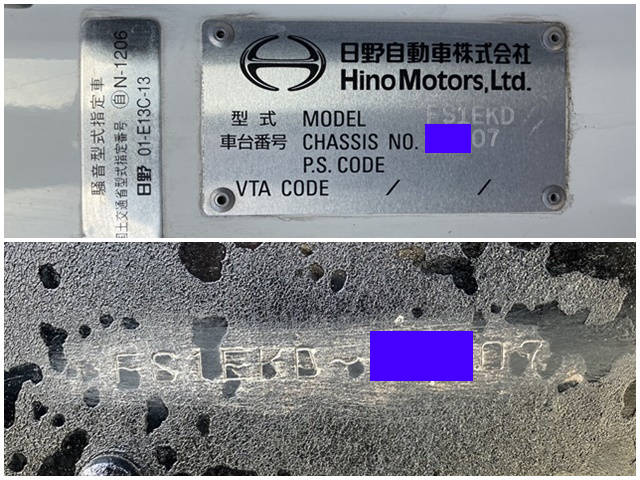 騒音型式指定車
国土交通省型式指定番号 自N-1206
日野 01-E13C-13
日野自動車株式会社
Hino Motors, Ltd.
型式 MODEL FS1EKD
車台番号 CHASSIS NO. 07
P.S. CODE
VTA CODE / /
FS1EKD-07